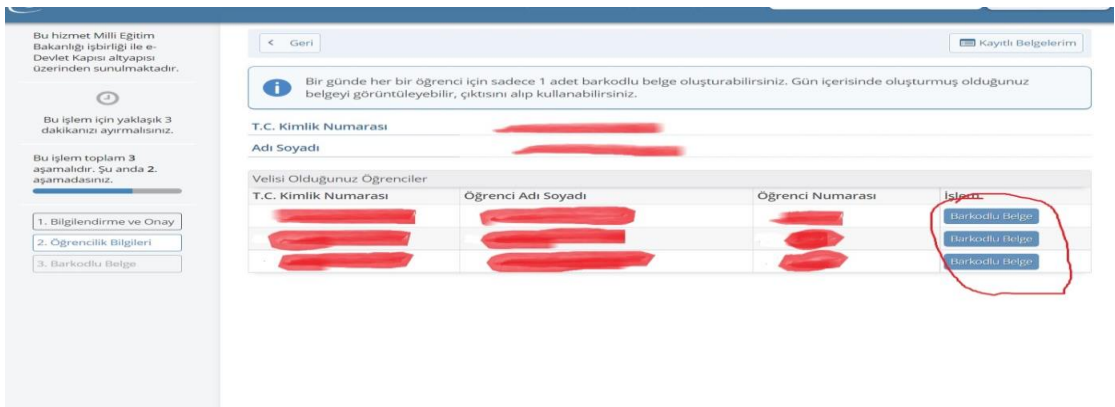 Bu hizmet Milli Eğitim
Bakanlığı işbirliği ile e-
Devlet Kapısı altyapısı
üzerinden sunulmaktadır.
Bu işlem için yaklaşık 3
dakikanızı ayırmalısınız.
Bu işlem toplam 3
aşamalıdır. Şu anda 2.
aşamadasınız.
1. Bilgilendirme ve Onay
2. Öğrencilik Bilgileri
3. Barkodlu Belge
< Geri
Kayıtlı Belgelerim
Bir günde her bir öğrenci için sadece 1 adet barkodlu belge oluşturabilirsiniz. Gün içerisinde oluşturmuş olduğunuz
belgeyi görüntüleyebilir, çıktısını alıp kullanabilirsiniz.
T.C. Kimlik Numarası
Adı Soyadı
Velisi Olduğunuz Öğrenciler
T.C. Kimlik Numarası Öğrenci Adı Soyadı Öğrenci Numarası İşlem
Barkodlu Belge
Barkodlu Belge
Barkodlu Belge